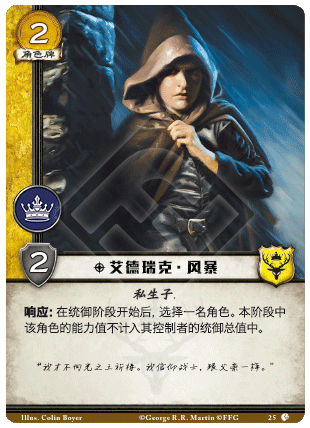 2
角色牌
2
艾德瑞克·风暴
私生子.
响应: 在统御阶段开始后, 选择一名角色。本阶段中
该角色的能力值不计入其控制者的统御总值中。
“我才不向光之王祈祷。我信仰战士, 跟父亲一样。”
Illus. Colin Boyer ©George R.R. Martin ©FFG 25